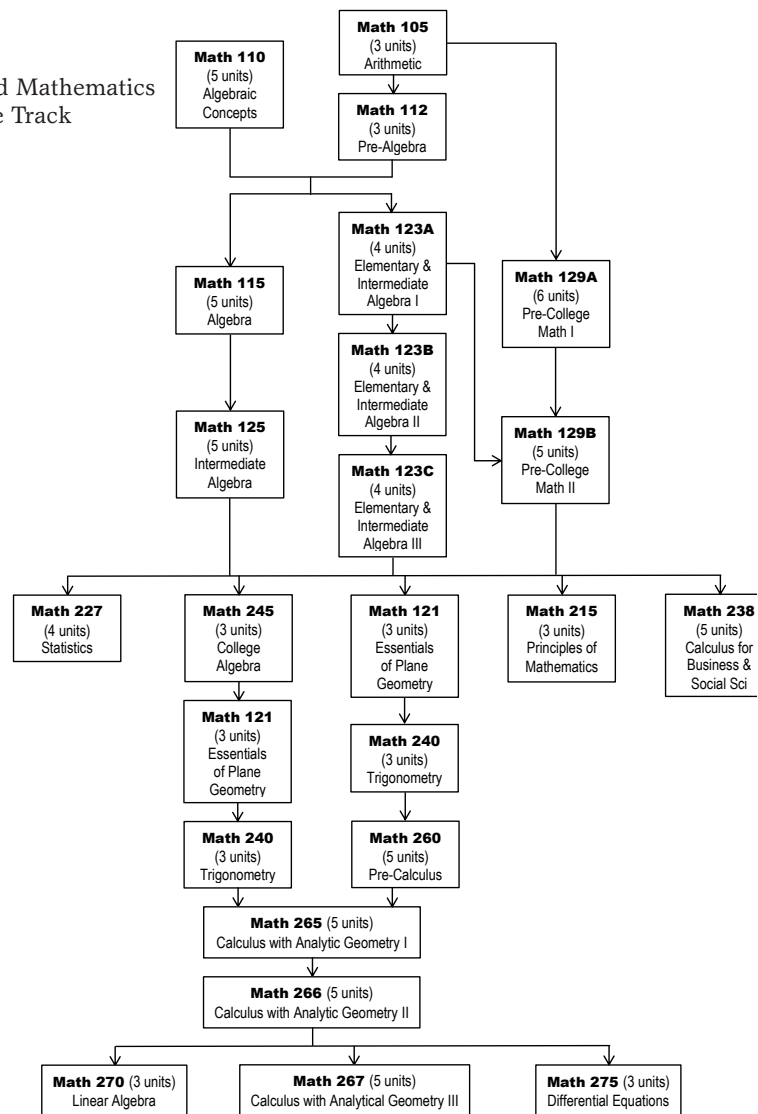 d Mathematics
e Track
Math 110
(5 units)
Algebraic
Concepts
Math 105
(3 units)
Arithmetic
Math 112
(3 units)
Pre-Algebra
Math 115
(5 units)
Algebra
Math 123A
(4 units)
Elementary &
Intermediate
Algebra I
Math 129A
(6 units)
Pre-College
Math I
Math 123B
(4 units)
Elementary &
Intermediate
Algebra II
Math 125
(5 units)
Intermediate
Algebra
Math 129B
(5 units)
Pre-College
Math II
Math 123C
(4 units)
Elementary &
Intermediate
Algebra III
Math 227
(4 units)
Statistics
Math 245
(3 units)
College
Algebra
Math 121
(3 units)
Essentials
of Plane
Geometry
Math 215
(3 units)
Principles of
Mathematics
Math 238
(5 units)
Calculus for
Business &
Social Sci
Math 121
(3 units)
Essentials
of Plane
Geometry
Math 240
(3 units)
Trigonometry
Math 240
(3 units)
Trigonometry
Math 260
(5 units)
Pre-Calculus
Math 265 (5 units)
Calculus with Analytic Geometry I
Math 266 (5 units)
Calculus with Analytic Geometry II
Math 270 (3 units)
Linear Algebra
Math 267 (5 units)
Calculus with Analytical Geometry III
Math 275 (3 units)
Differential Equations